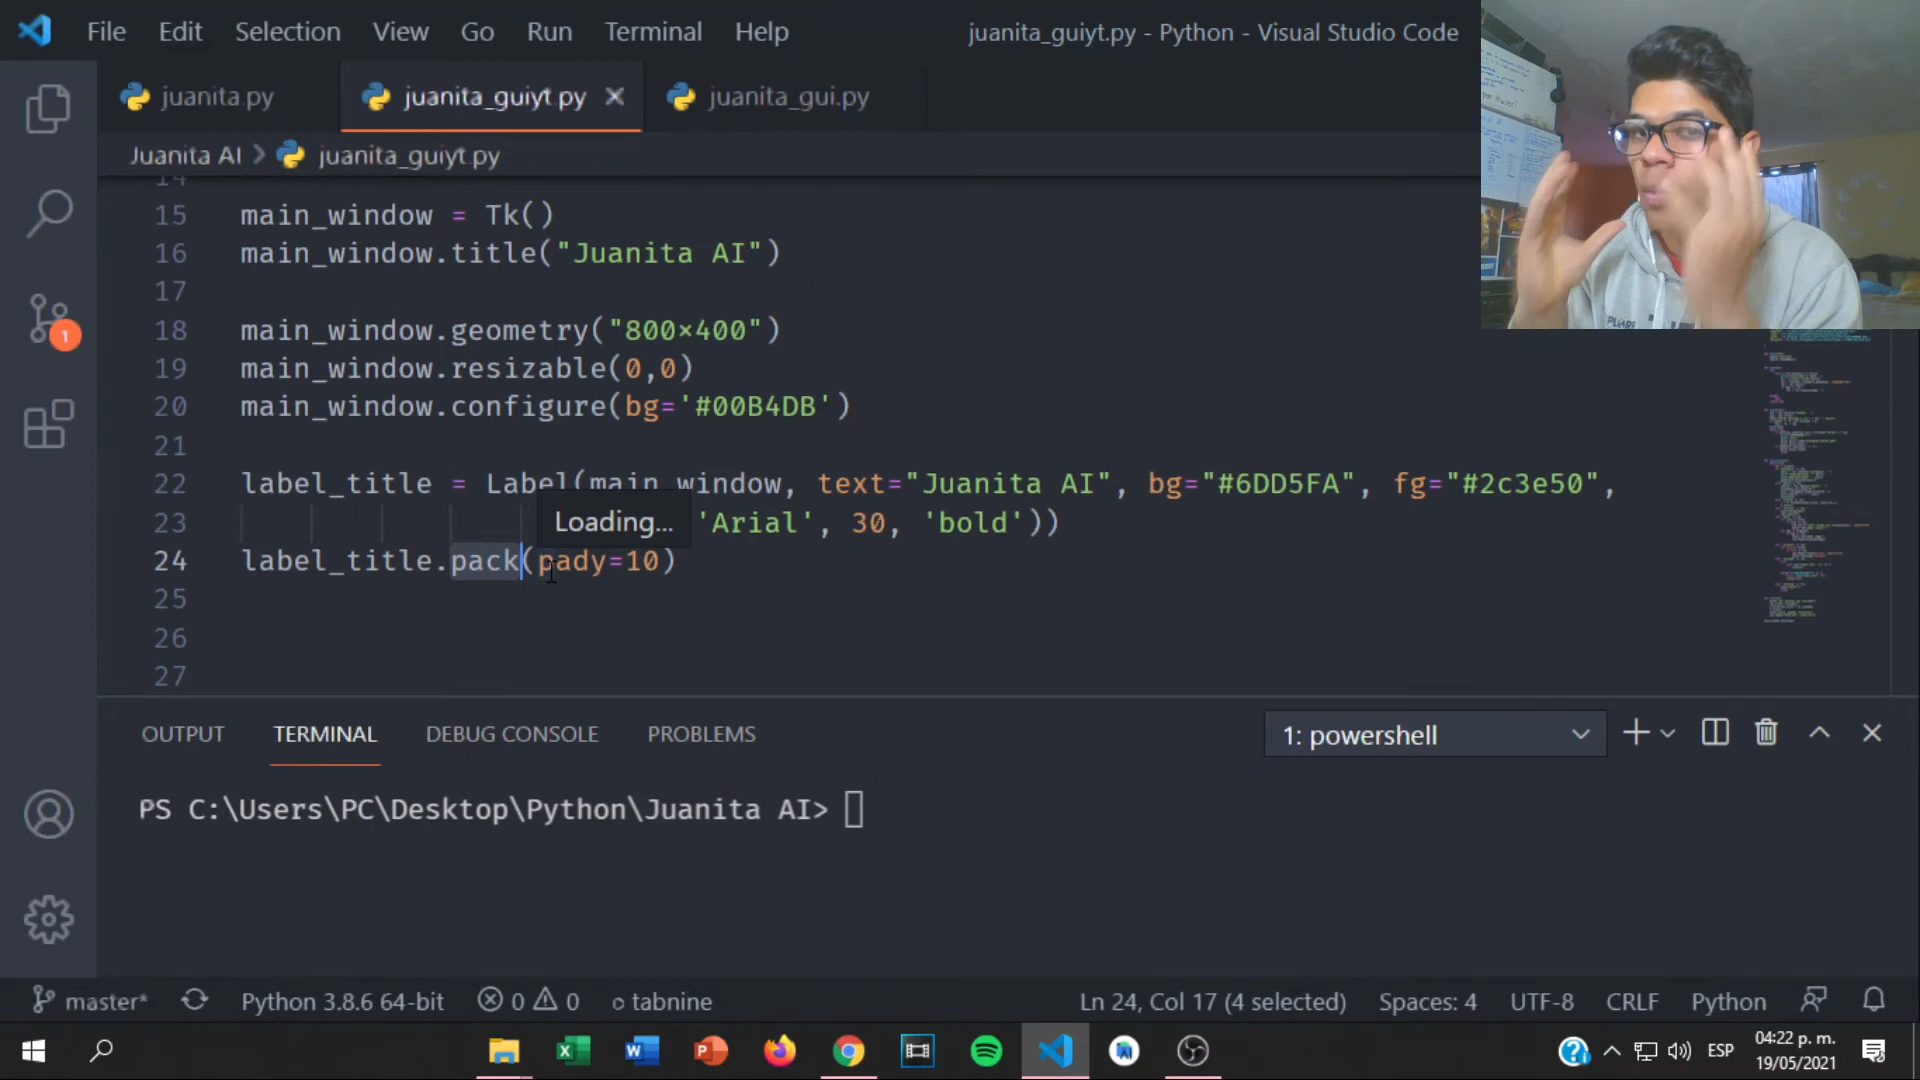 File Edit Selection View Go Run Terminal Help
juanita_guiyt.py - Python - Visual Studio Code
juanita.py
juanita_guiyt.py
juanita_gui.py
Juanita AI > juanita_guiyt.py
14
15 main_window = Tk()
16 main_window.title("Juanita AI")
17
18 main_window.geometry("800×400")
19 main_window.resizable(0,0)
20 main_window.configure(bg='#00B4DB')
21
22 label_title = Label(main_window, text="Juanita AI", bg="#6DD5FA", fg="#2c3e50",
23 'Arial', 30, 'bold'))
Loading...
24 label_title.pack(pady=10)
25
26
27
1
OUTPUT TERMINAL DEBUG CONSOLE PROBLEMS
1: powershell
PS C:\Users\PC\Desktop\Python\Juanita AI>
master* Python 3.8.6 64-bit 0 0 tabnine
Ln 24, Col 17 (4 selected) Spaces: 4 UTF-8 CRLF Python
ESP
04:22 p. m.
19/05/2021